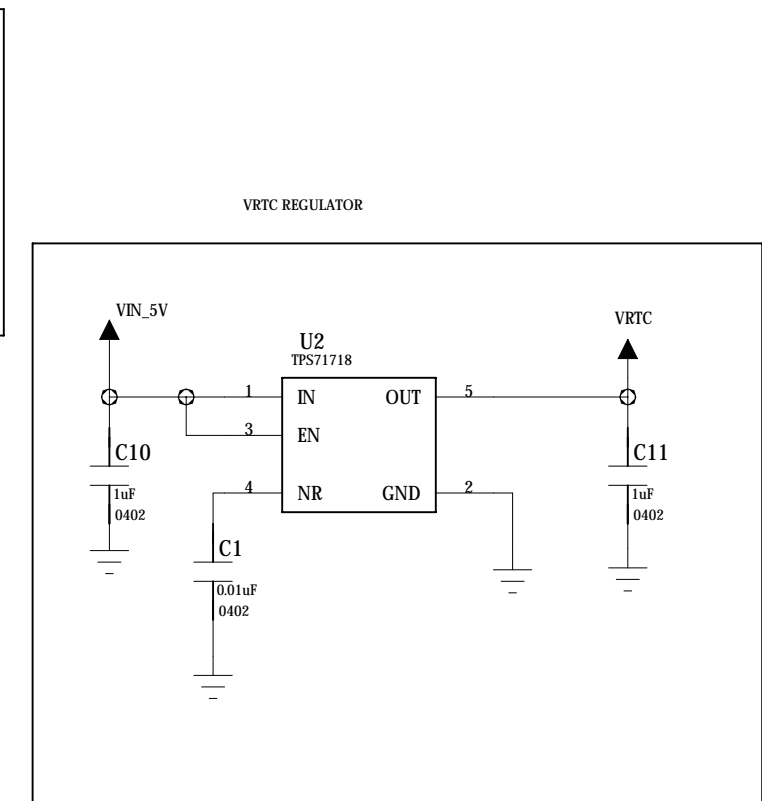 VRTC REGULATOR
VIN_5V
VRTC
U2
TPS71718
1
IN
OUT
5
3
EN
C10
1uF
0402
C11
1uF
0402
4
NR
GND
2
C1
0.01uF
0402